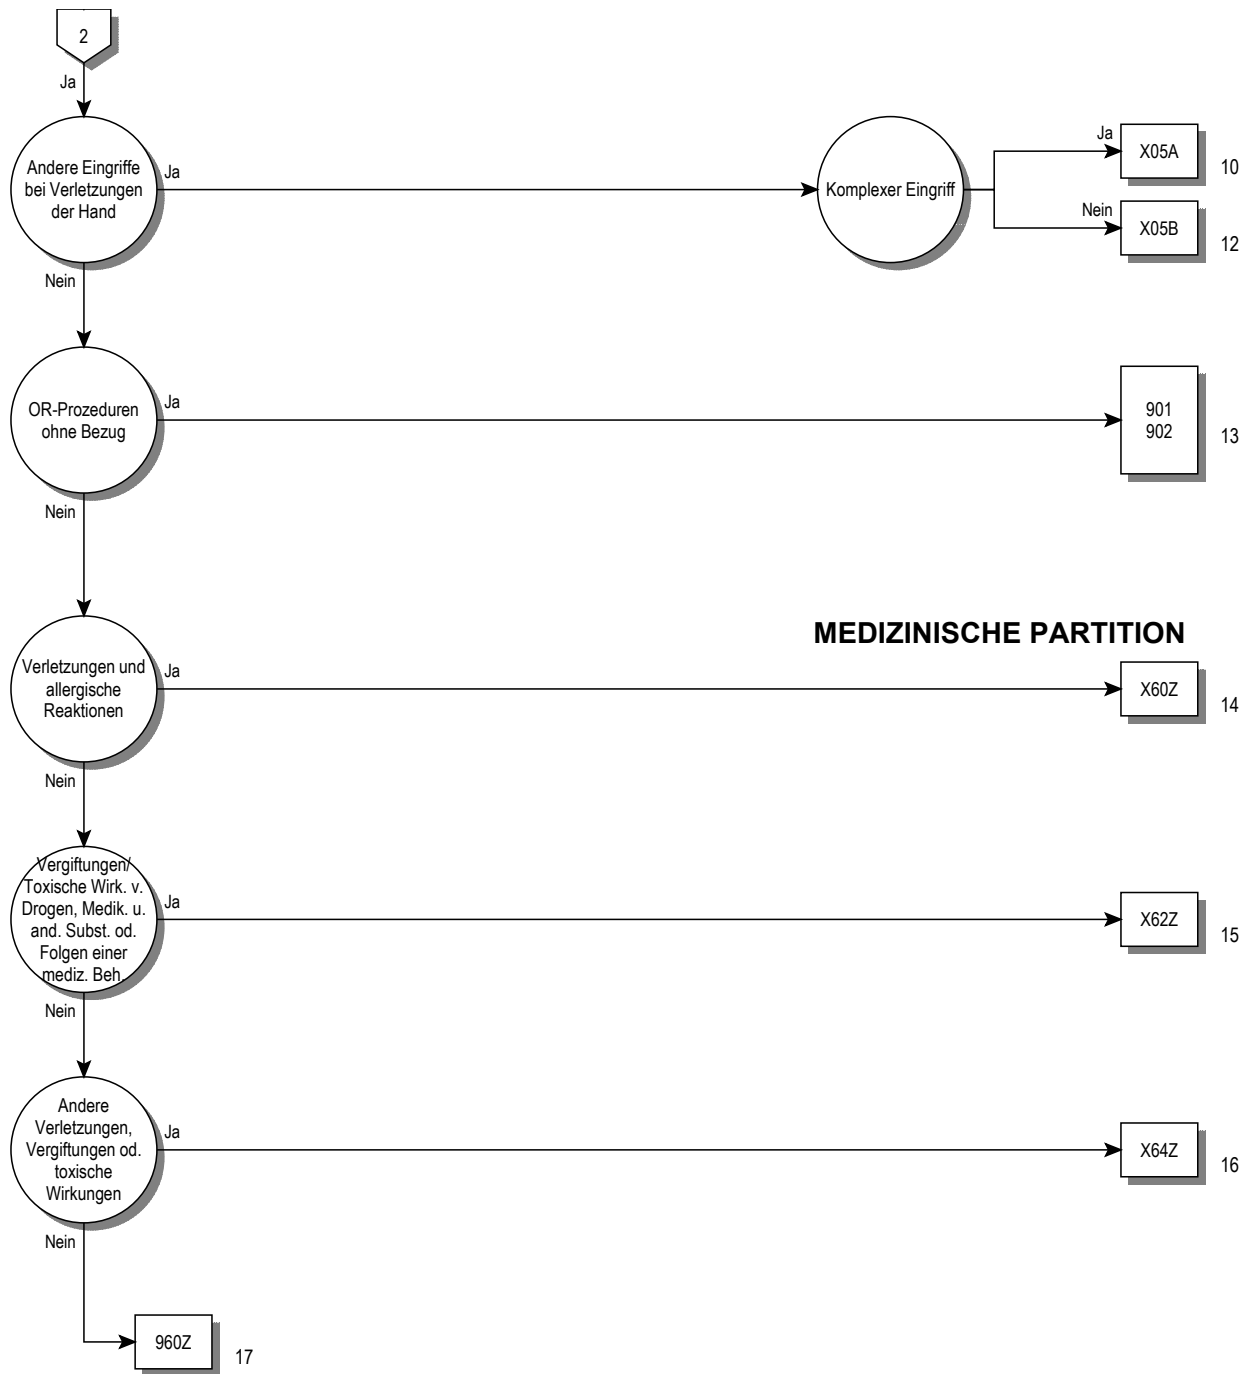 2
Ja
Andere Eingriffe
bei Verletzungen
der Hand
Ja
Komplexer Eingriff
Ja
X05A
10
Nein
X05B
12
Nein
OR-Prozeduren
ohne Bezug
Ja
901
902
13
Nein
MEDIZINISCHE PARTITION
Verletzungen und
allergische
Reaktionen
Ja
X60Z
14
Nein
Vergiftungen/
Toxische Wirk. v.
Drogen, Medik. u.
and. Subst. od.
Folgen einer
mediz. Beh.
Ja
X62Z
15
Nein
Andere
Verletzungen,
Vergiftungen od.
toxische
Wirkungen
Ja
X64Z
16
Nein
960Z
17